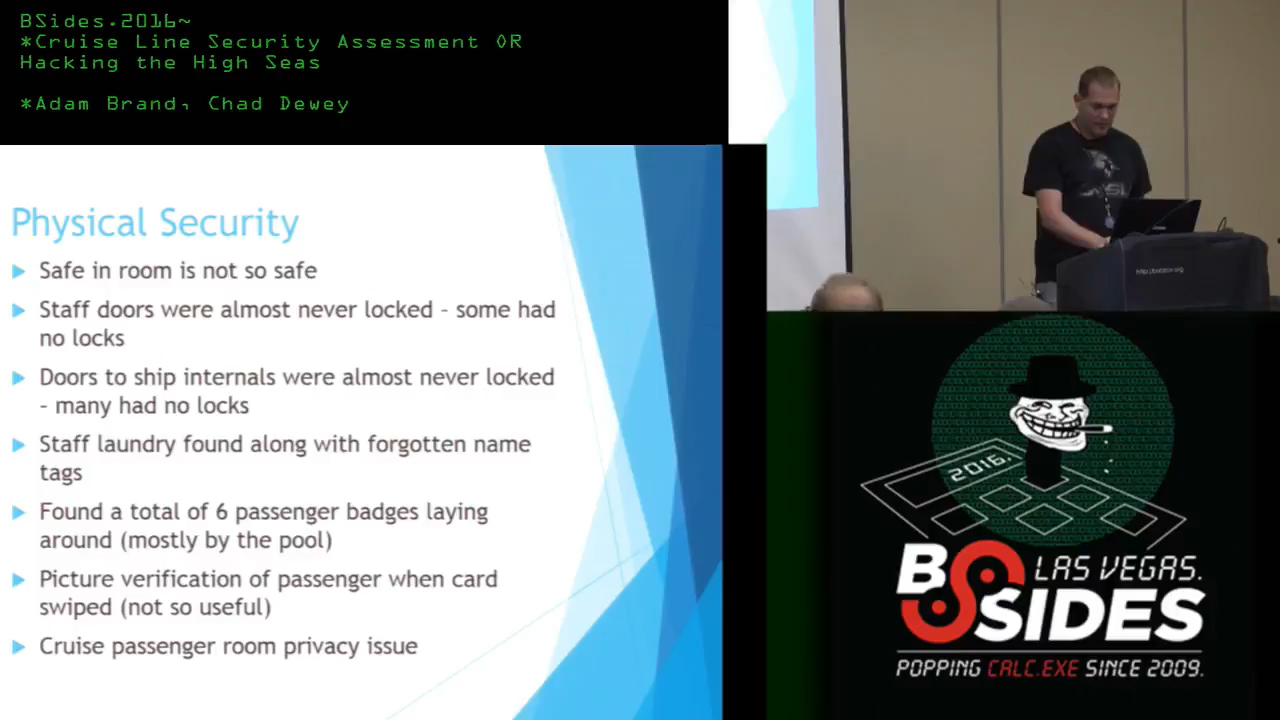 BSides.2016~
*Cruise Line Security Assessment OR
Hacking the High Seas
*Adam Brand, Chad Dewey
Physical Security
Safe in room is not so safe
Staff doors were almost never locked – some had
no locks
Doors to ship internals were almost never locked
– many had no locks
Staff laundry found along with forgotten name
tags
Found a total of 6 passenger badges laying
around (mostly by the pool)
Picture verification of passenger when card
swiped (not so useful)
Cruise passenger room privacy issue
2016.
BSIDES
LAS VEGAS.
POPPING CALC.EXE SINCE 2009.